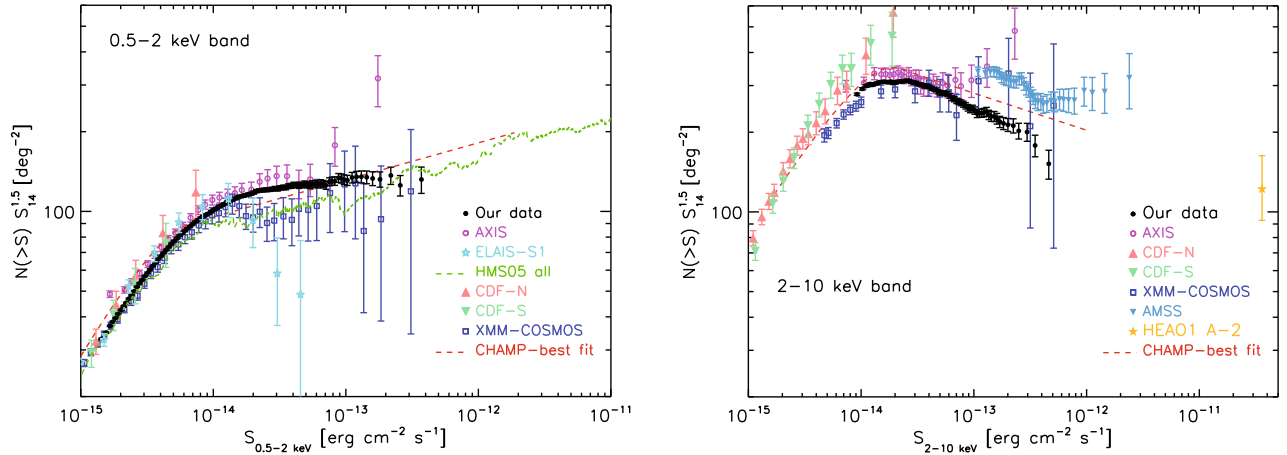 0.5−2 keV band
N(>S) S₁₄^1.5 [deg⁻²]
100
Our data
AXIS
ELAIS−S1
HMS05 all
CDF−N
CDF−S
XMM−COSMOS
CHAMP−best fit
10⁻¹⁵ 10⁻¹⁴ 10⁻¹³ 10⁻¹² 10⁻¹¹
S₀.₅₋₂ ₖₑᵥ [erg cm⁻² s⁻¹]
N(>S) S₁₄^1.5 [deg⁻²]
100
Our data
AXIS
CDF−N
CDF−S
XMM−COSMOS
AMSS
HEAO1 A−2
CHAMP−best fit
2−10 keV band
10⁻¹⁵ 10⁻¹⁴ 10⁻¹³ 10⁻¹² 10⁻¹¹
S₂₋₁₀ ₖₑᵥ [erg cm⁻² s⁻¹]